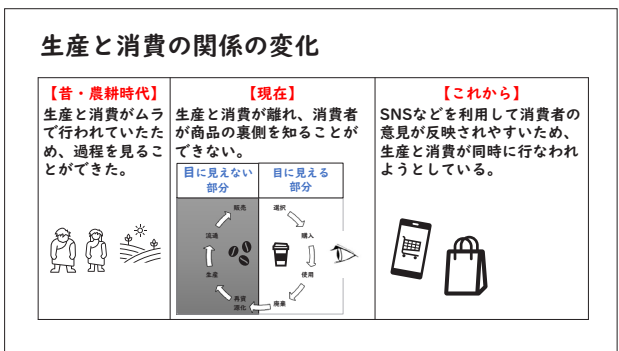 生産と消費の関係の変化
【昔・農耕時代】
生産と消費がムラ
で行われていたた
め、過程を見るこ
とができた。
【現在】
生産と消費が離れ、消費者
が商品の裏側を知ることが
できない。
目に見えない
部分
目に見える
部分
販売
流通
生産
再資
源化
選択
購入
使用
廃棄
【これから】
SNSなどを利用して消費者の
意見が反映されやすいため、
生産と消費が同時に行なわれ
ようとしている。